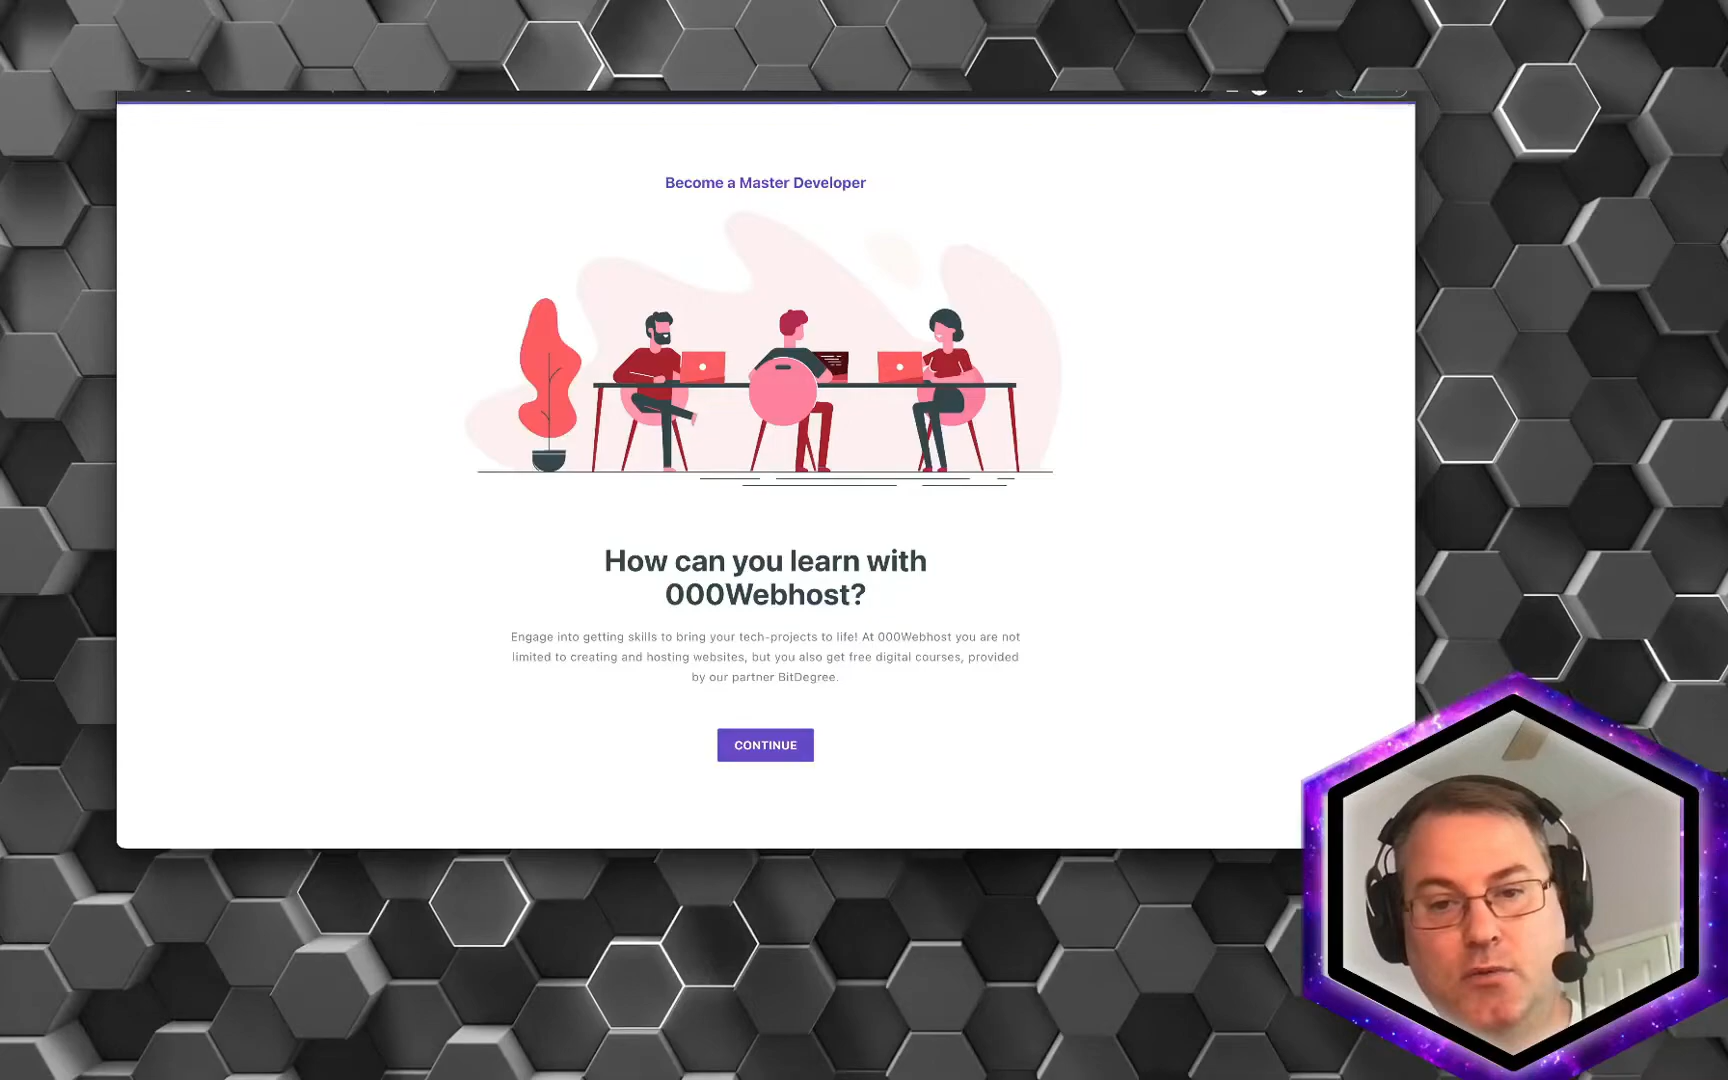 Become a Master Developer
How can you learn with
000Webhost?
Engage into getting skills to bring your tech-projects to life! At 000Webhost you are not
limited to creating and hosting websites, but you also get free digital courses, provided
by our partner BitDegree.
CONTINUE